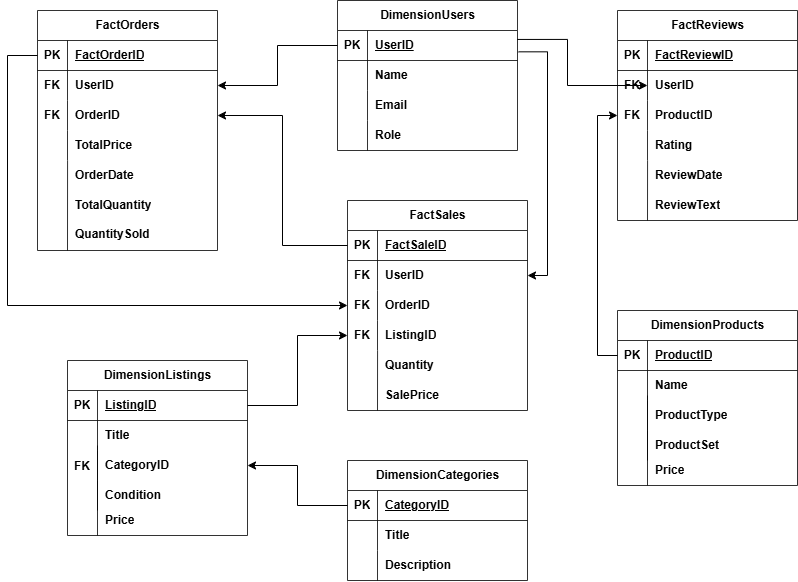 FactOrders
PK FactOrderID
FK UserID
FK OrderID
TotalPrice
OrderDate
TotalQuantity
QuantitySold
DimensionUsers
PK UserID
Name
Email
Role
FactReviews
PK FactReviewID
FK UserID
FK ProductID
Rating
ReviewDate
ReviewText
FactSales
PK FactSaleID
FK UserID
FK OrderID
FK ListingID
Quantity
SalePrice
DimensionProducts
PK ProductID
Name
ProductType
ProductSet
Price
DimensionListings
PK ListingID
Title
FK CategoryID
Condition
Price
DimensionCategories
PK CategoryID
Title
Description